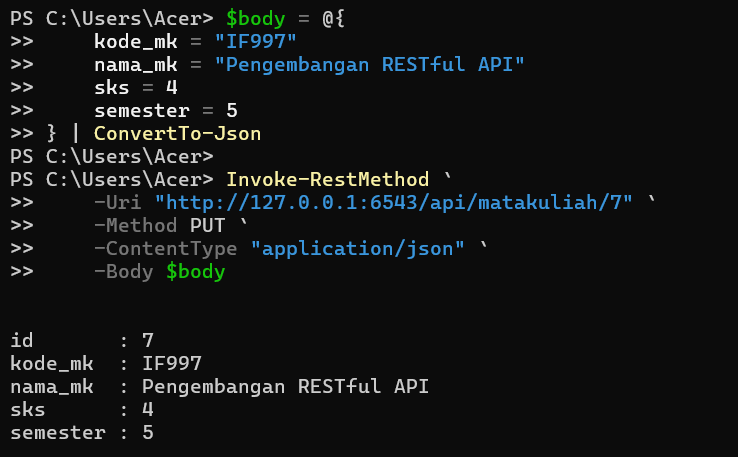 PS C:\Users\Acer> $body = @{
>>     kode_mk = "IF997"
>>     nama_mk = "Pengembangan RESTful API"
>>     sks = 4
>>     semester = 5
>> } | ConvertTo-Json
PS C:\Users\Acer>
PS C:\Users\Acer> Invoke-RestMethod `
>>     -Uri "http://127.0.0.1:6543/api/matakuliah/7" `
>>     -Method PUT `
>>     -ContentType "application/json" `
>>     -Body $body
id       : 7
kode_mk  : IF997
nama_mk  : Pengembangan RESTful API
sks      : 4
semester : 5